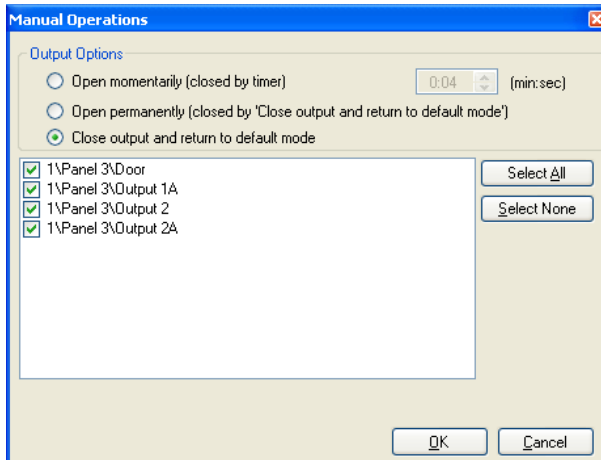 Manual Operations
Output Options
Open momentarily (closed by timer) 0:04 (min:sec)
Open permanently (closed by 'Close output and return to default mode')
Close output and return to default mode
1\Panel 3\Door
1\Panel 3\Output 1A
1\Panel 3\Output 2
1\Panel 3\Output 2A
Select All
Select None
OK Cancel